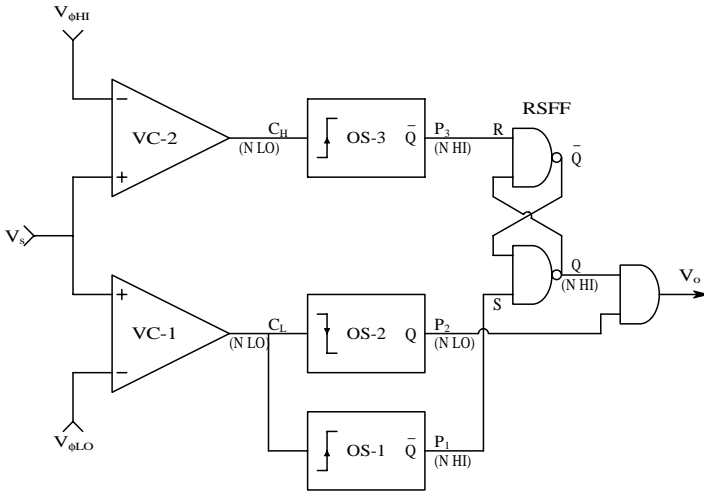 VϕHI
RSFF
−
VC-2
+
CH
(N LO)
OS-3
Q̅
P3
(N HI)
R
Q̅
Vs
+
VC-1
−
CL
(N LO)
OS-2
Q
P2
(N LO)
S
Q
(N HI)
Vo
VϕLO
OS-1
Q̅
P1
(N HI)